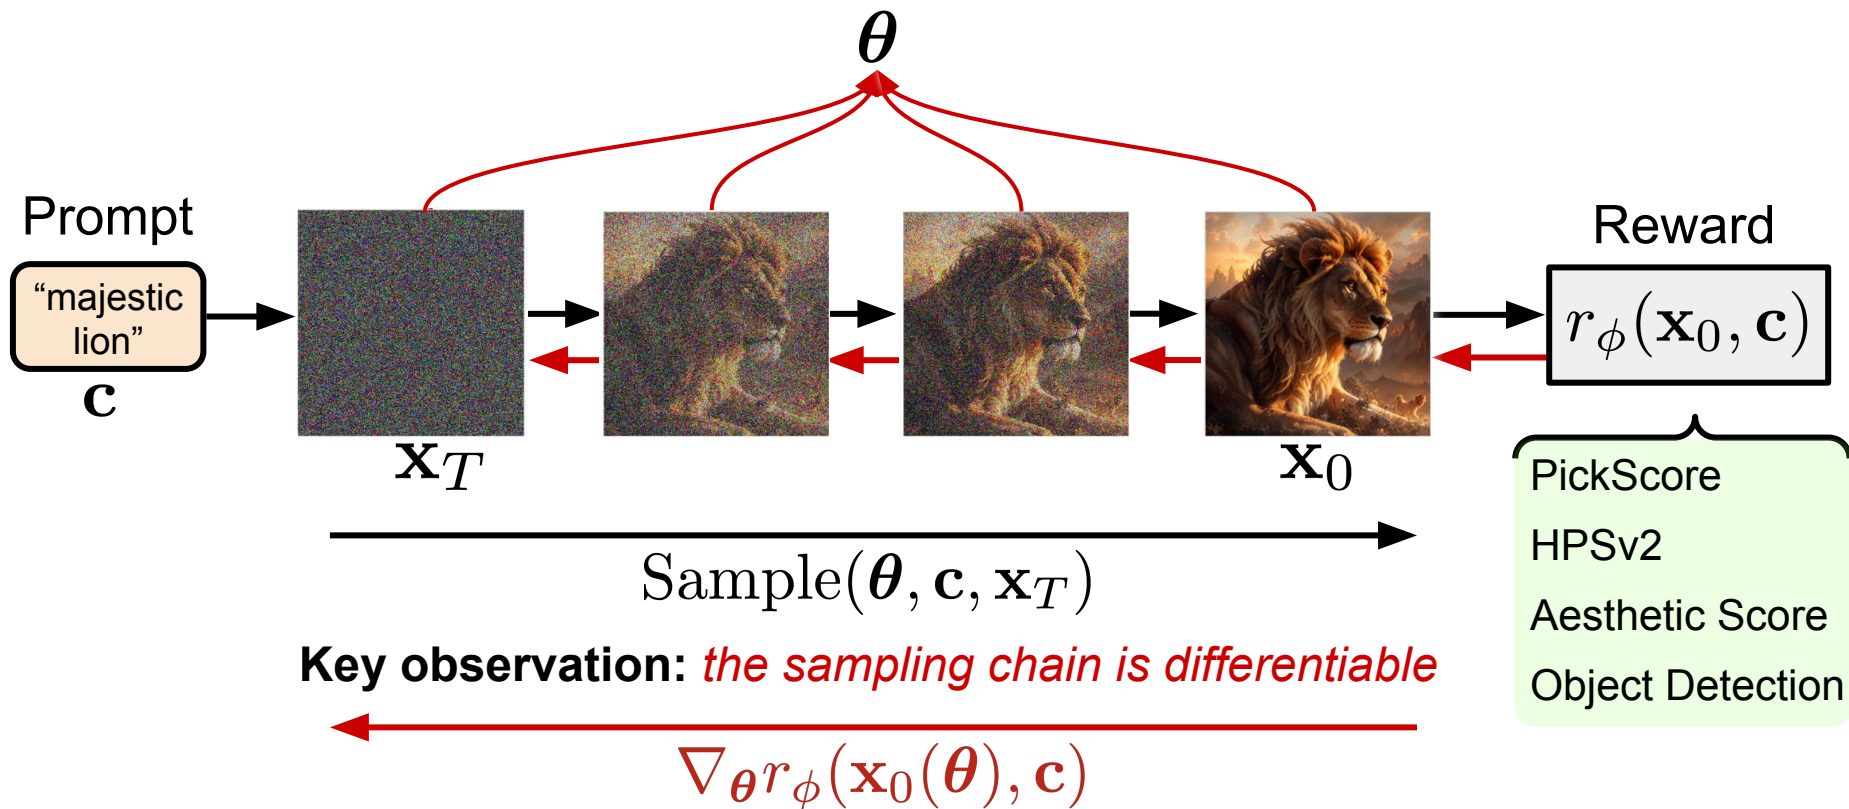 θ
Prompt
“majestic
lion”
c
x_T
x_0
Reward
r_ϕ(x_0, c)
PickScore
HPSv2
Aesthetic Score
Object Detection
Sample(θ, c, x_T)
Key observation: the sampling chain is differentiable
∇_θ r_ϕ(x_0(θ), c)